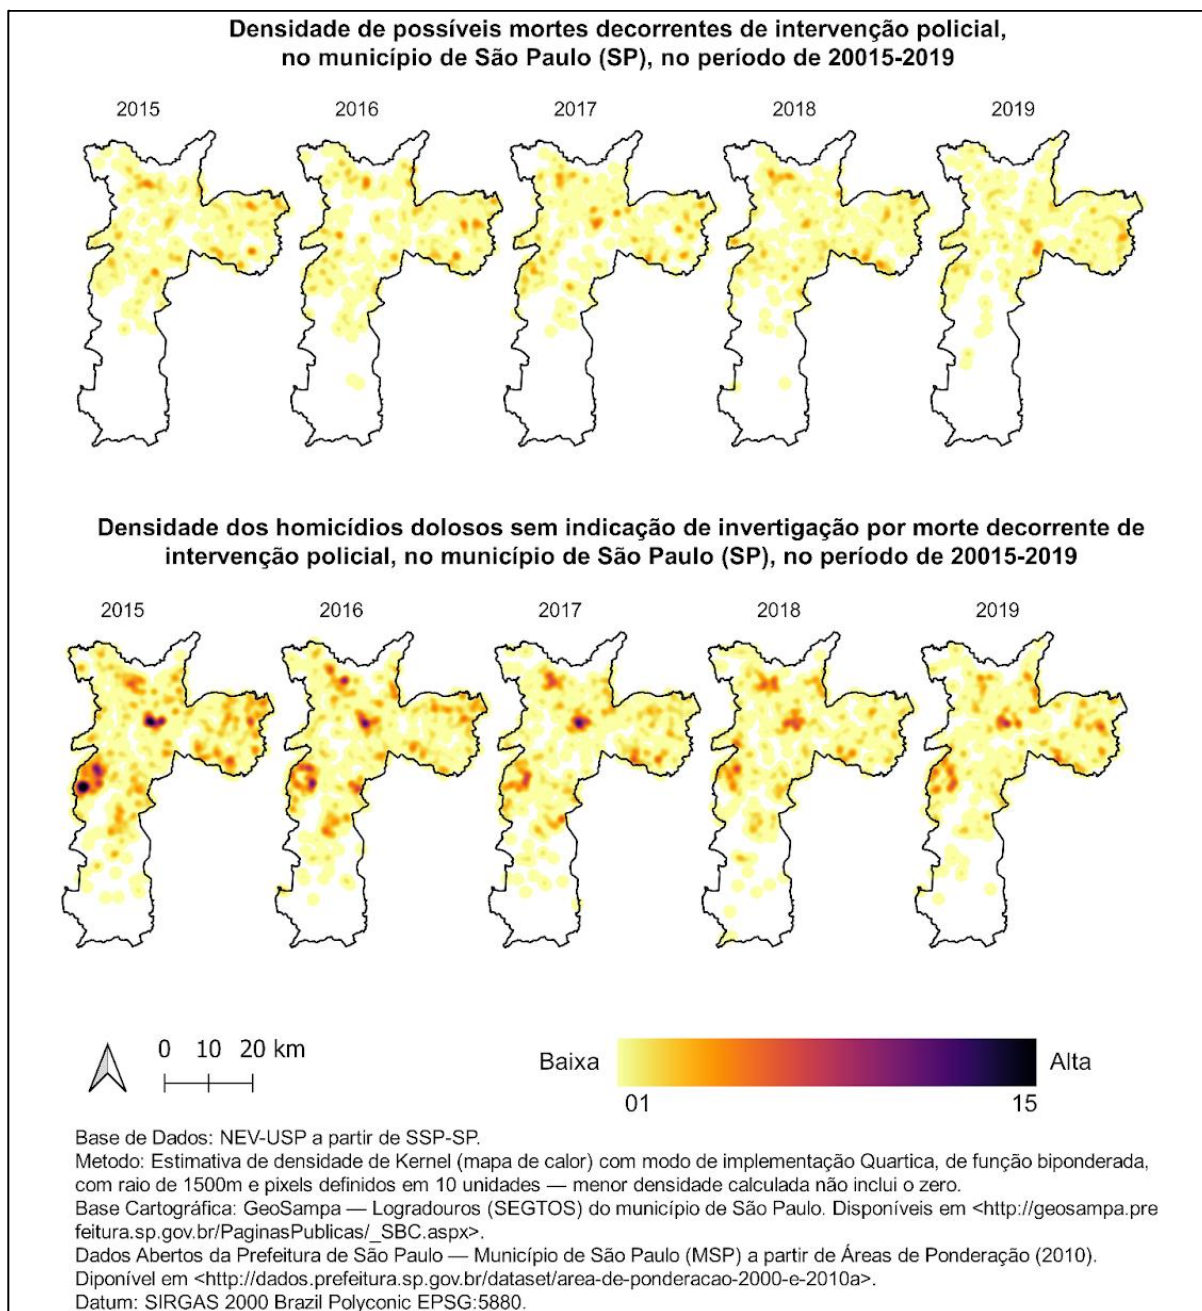 Densidade de possíveis mortes decorrentes de intervenção policial,
no município de São Paulo (SP), no período de 20015-2019
2015 2016 2017 2018 2019
Densidade dos homicídios dolosos sem indicação de invertigação por morte decorrente de
intervenção policial, no município de São Paulo (SP), no período de 20015-2019
2015 2016 2017 2018 2019
0 10 20 km
Baixa Alta
01 15
Base de Dados: NEV-USP a partir de SSP-SP.
Metodo: Estimativa de densidade de Kernel (mapa de calor) com modo de implementação Quartica, de função biponderada,
com raio de 1500m e pixels definidos em 10 unidades — menor densidade calculada não inclui o zero.
Base Cartográfica: GeoSampa — Logradouros (SEGTOS) do município de São Paulo. Disponíveis em <http://geosampa.pre
feitura.sp.gov.br/PaginasPublicas/_SBC.aspx>.
Dados Abertos da Prefeitura de São Paulo — Município de São Paulo (MSP) a partir de Áreas de Ponderação (2010).
Diponível em <http://dados.prefeitura.sp.gov.br/dataset/area-de-ponderacao-2000-e-2010a>.
Datum: SIRGAS 2000 Brazil Polyconic EPSG:5880.